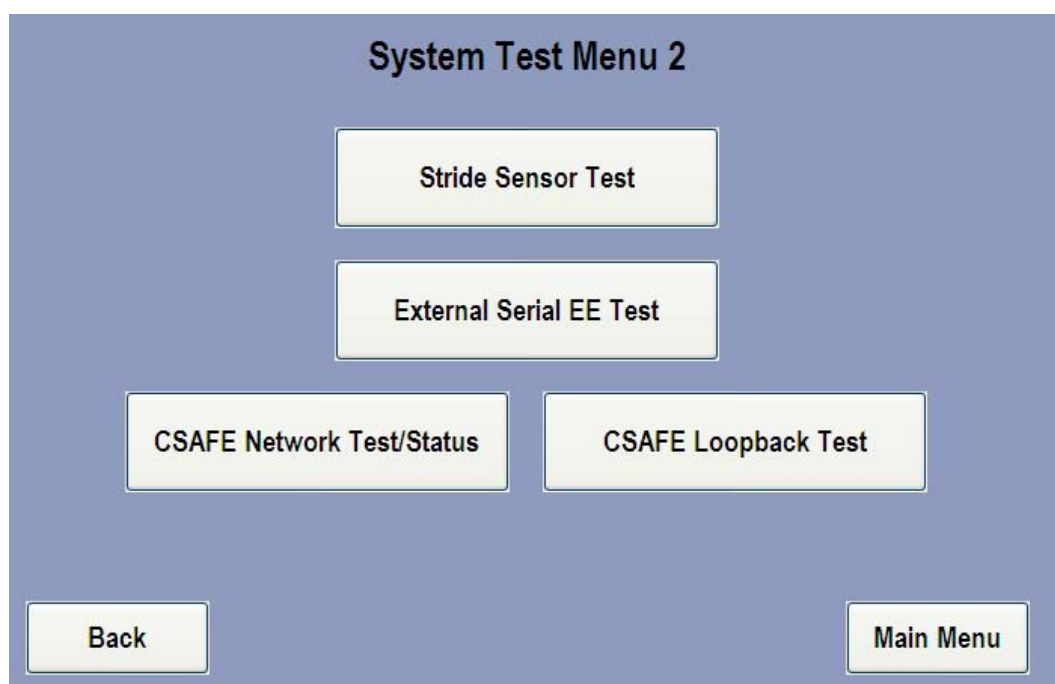 System Test Menu 2
Stride Sensor Test
External Serial EE Test
CSAFE Network Test/Status
CSAFE Loopback Test
Back
Main Menu